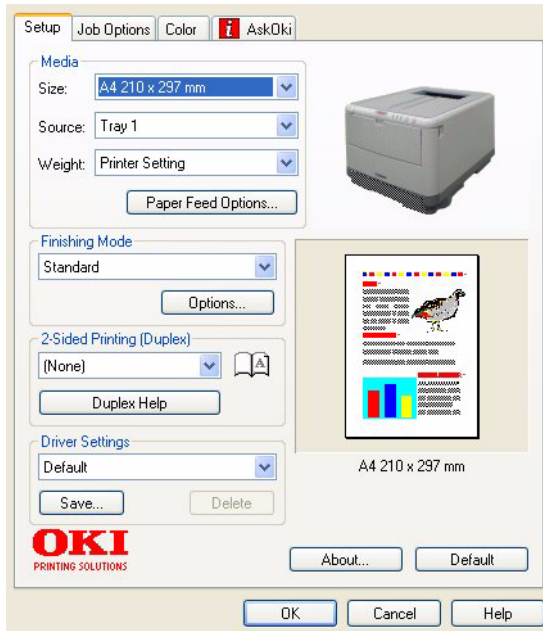 Setup Job Options Color i AskOki
Media
Size: A4 210 x 297 mm
Source: Tray 1
Weight: Printer Setting
Paper Feed Options...
Finishing Mode
Standard
Options...
2-Sided Printing (Duplex)
(None)
A
Duplex Help
Driver Settings
Default
A4 210 x 297 mm
Save... Delete
OKI
PRINTING SOLUTIONS
About... Default
OK Cancel Help